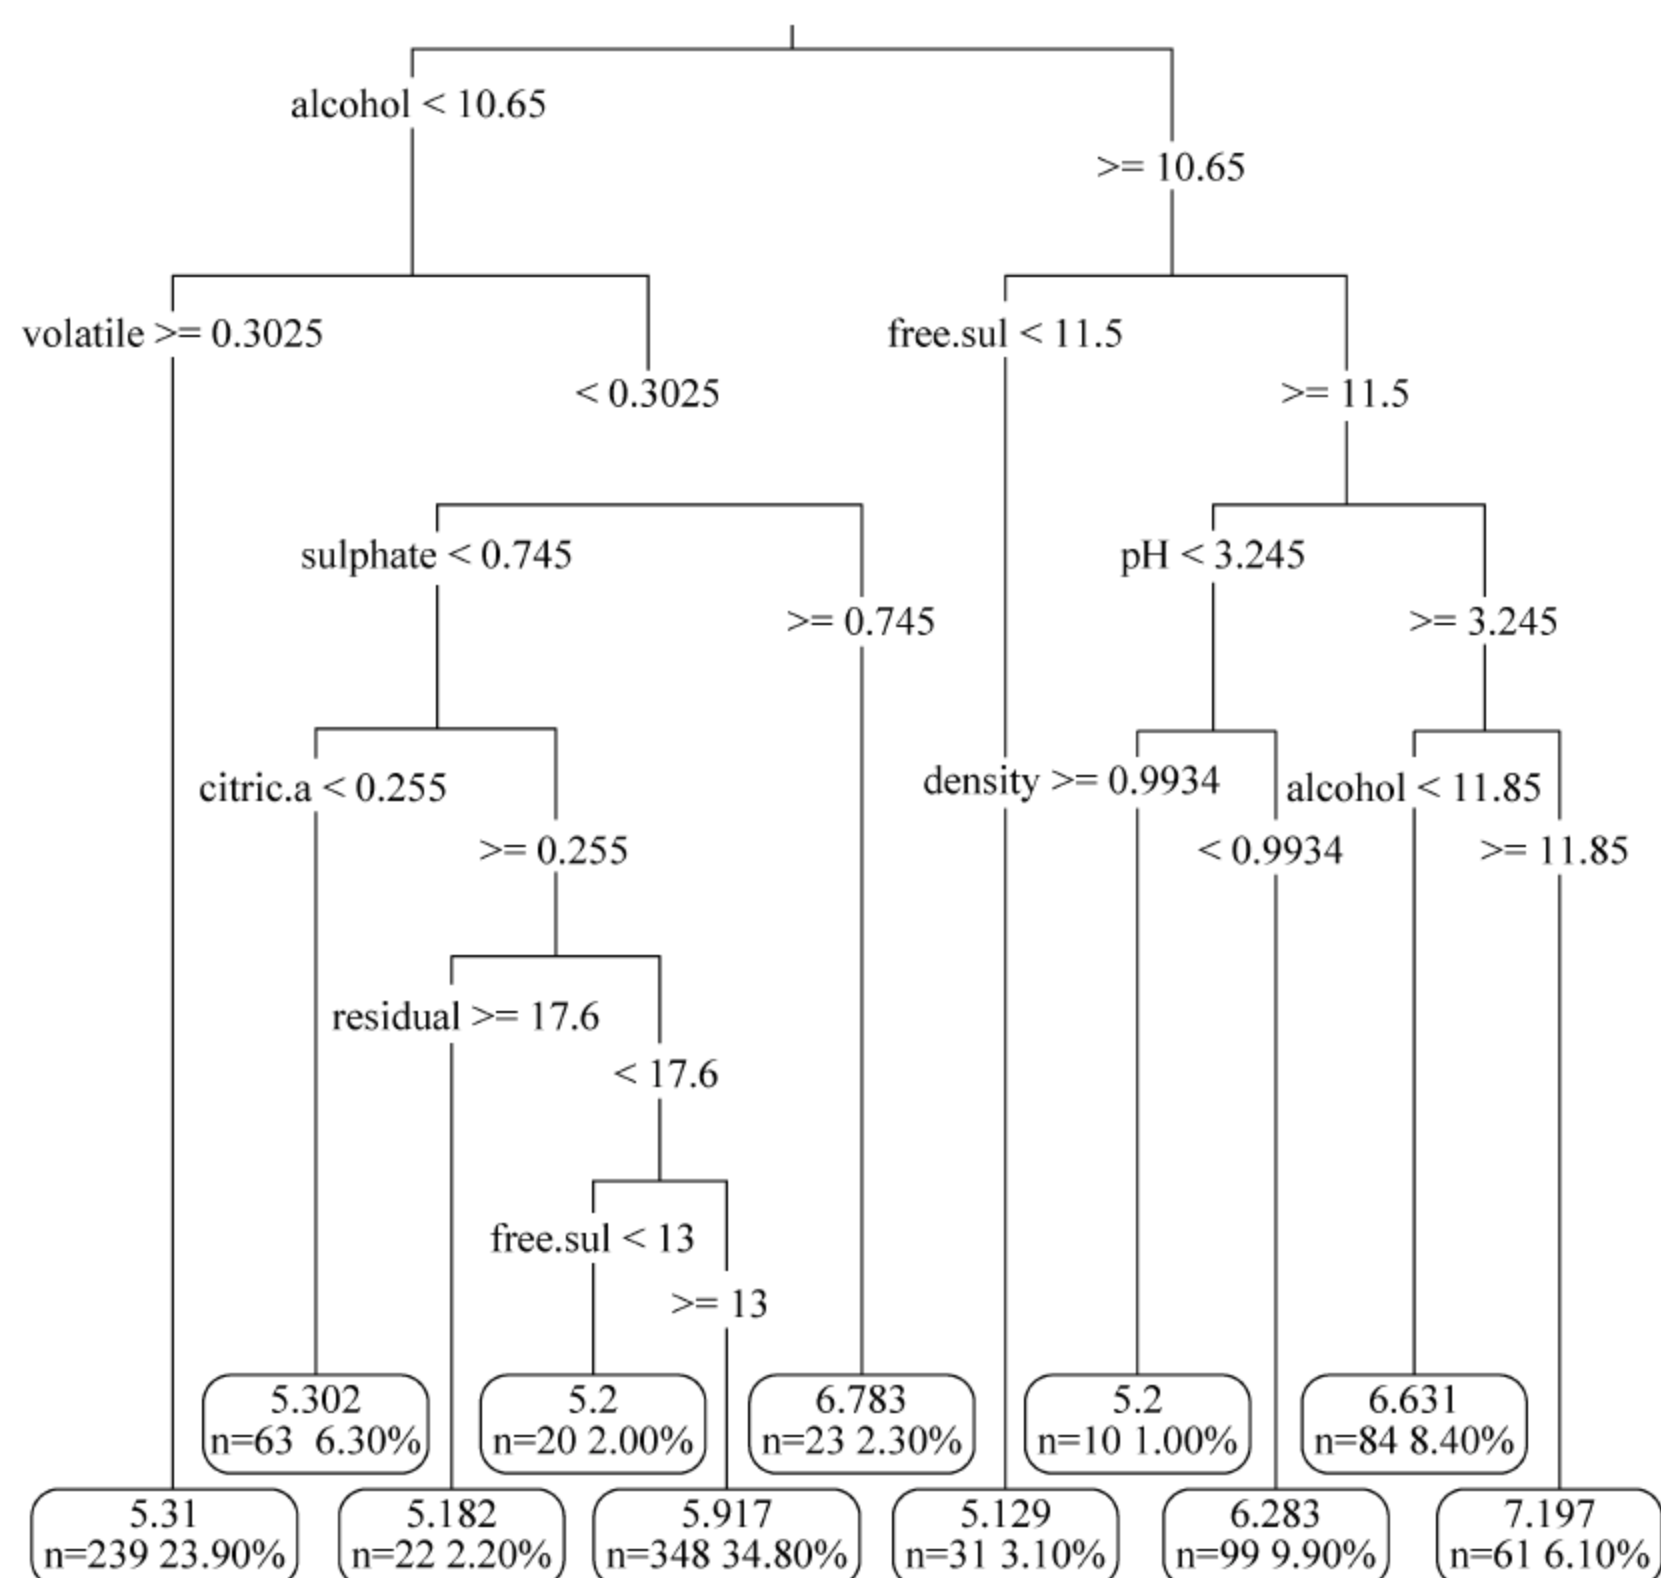 alcohol < 10.65
>= 10.65
volatile >= 0.3025
free.sul < 11.5
< 0.3025
>= 11.5
sulphate < 0.745
pH < 3.245
>= 0.745
>= 3.245
citric.a < 0.255
density >= 0.9934
alcohol < 11.85
>= 0.255
< 0.9934
>= 11.85
residual >= 17.6
< 17.6
free.sul < 13
>= 13
5.302
n=63 6.30%
5.2
n=20 2.00%
6.783
n=23 2.30%
5.2
n=10 1.00%
6.631
n=84 8.40%
5.31
n=239 23.90%
5.182
n=22 2.20%
5.917
n=348 34.80%
5.129
n=31 3.10%
6.283
n=99 9.90%
7.197
n=61 6.10%